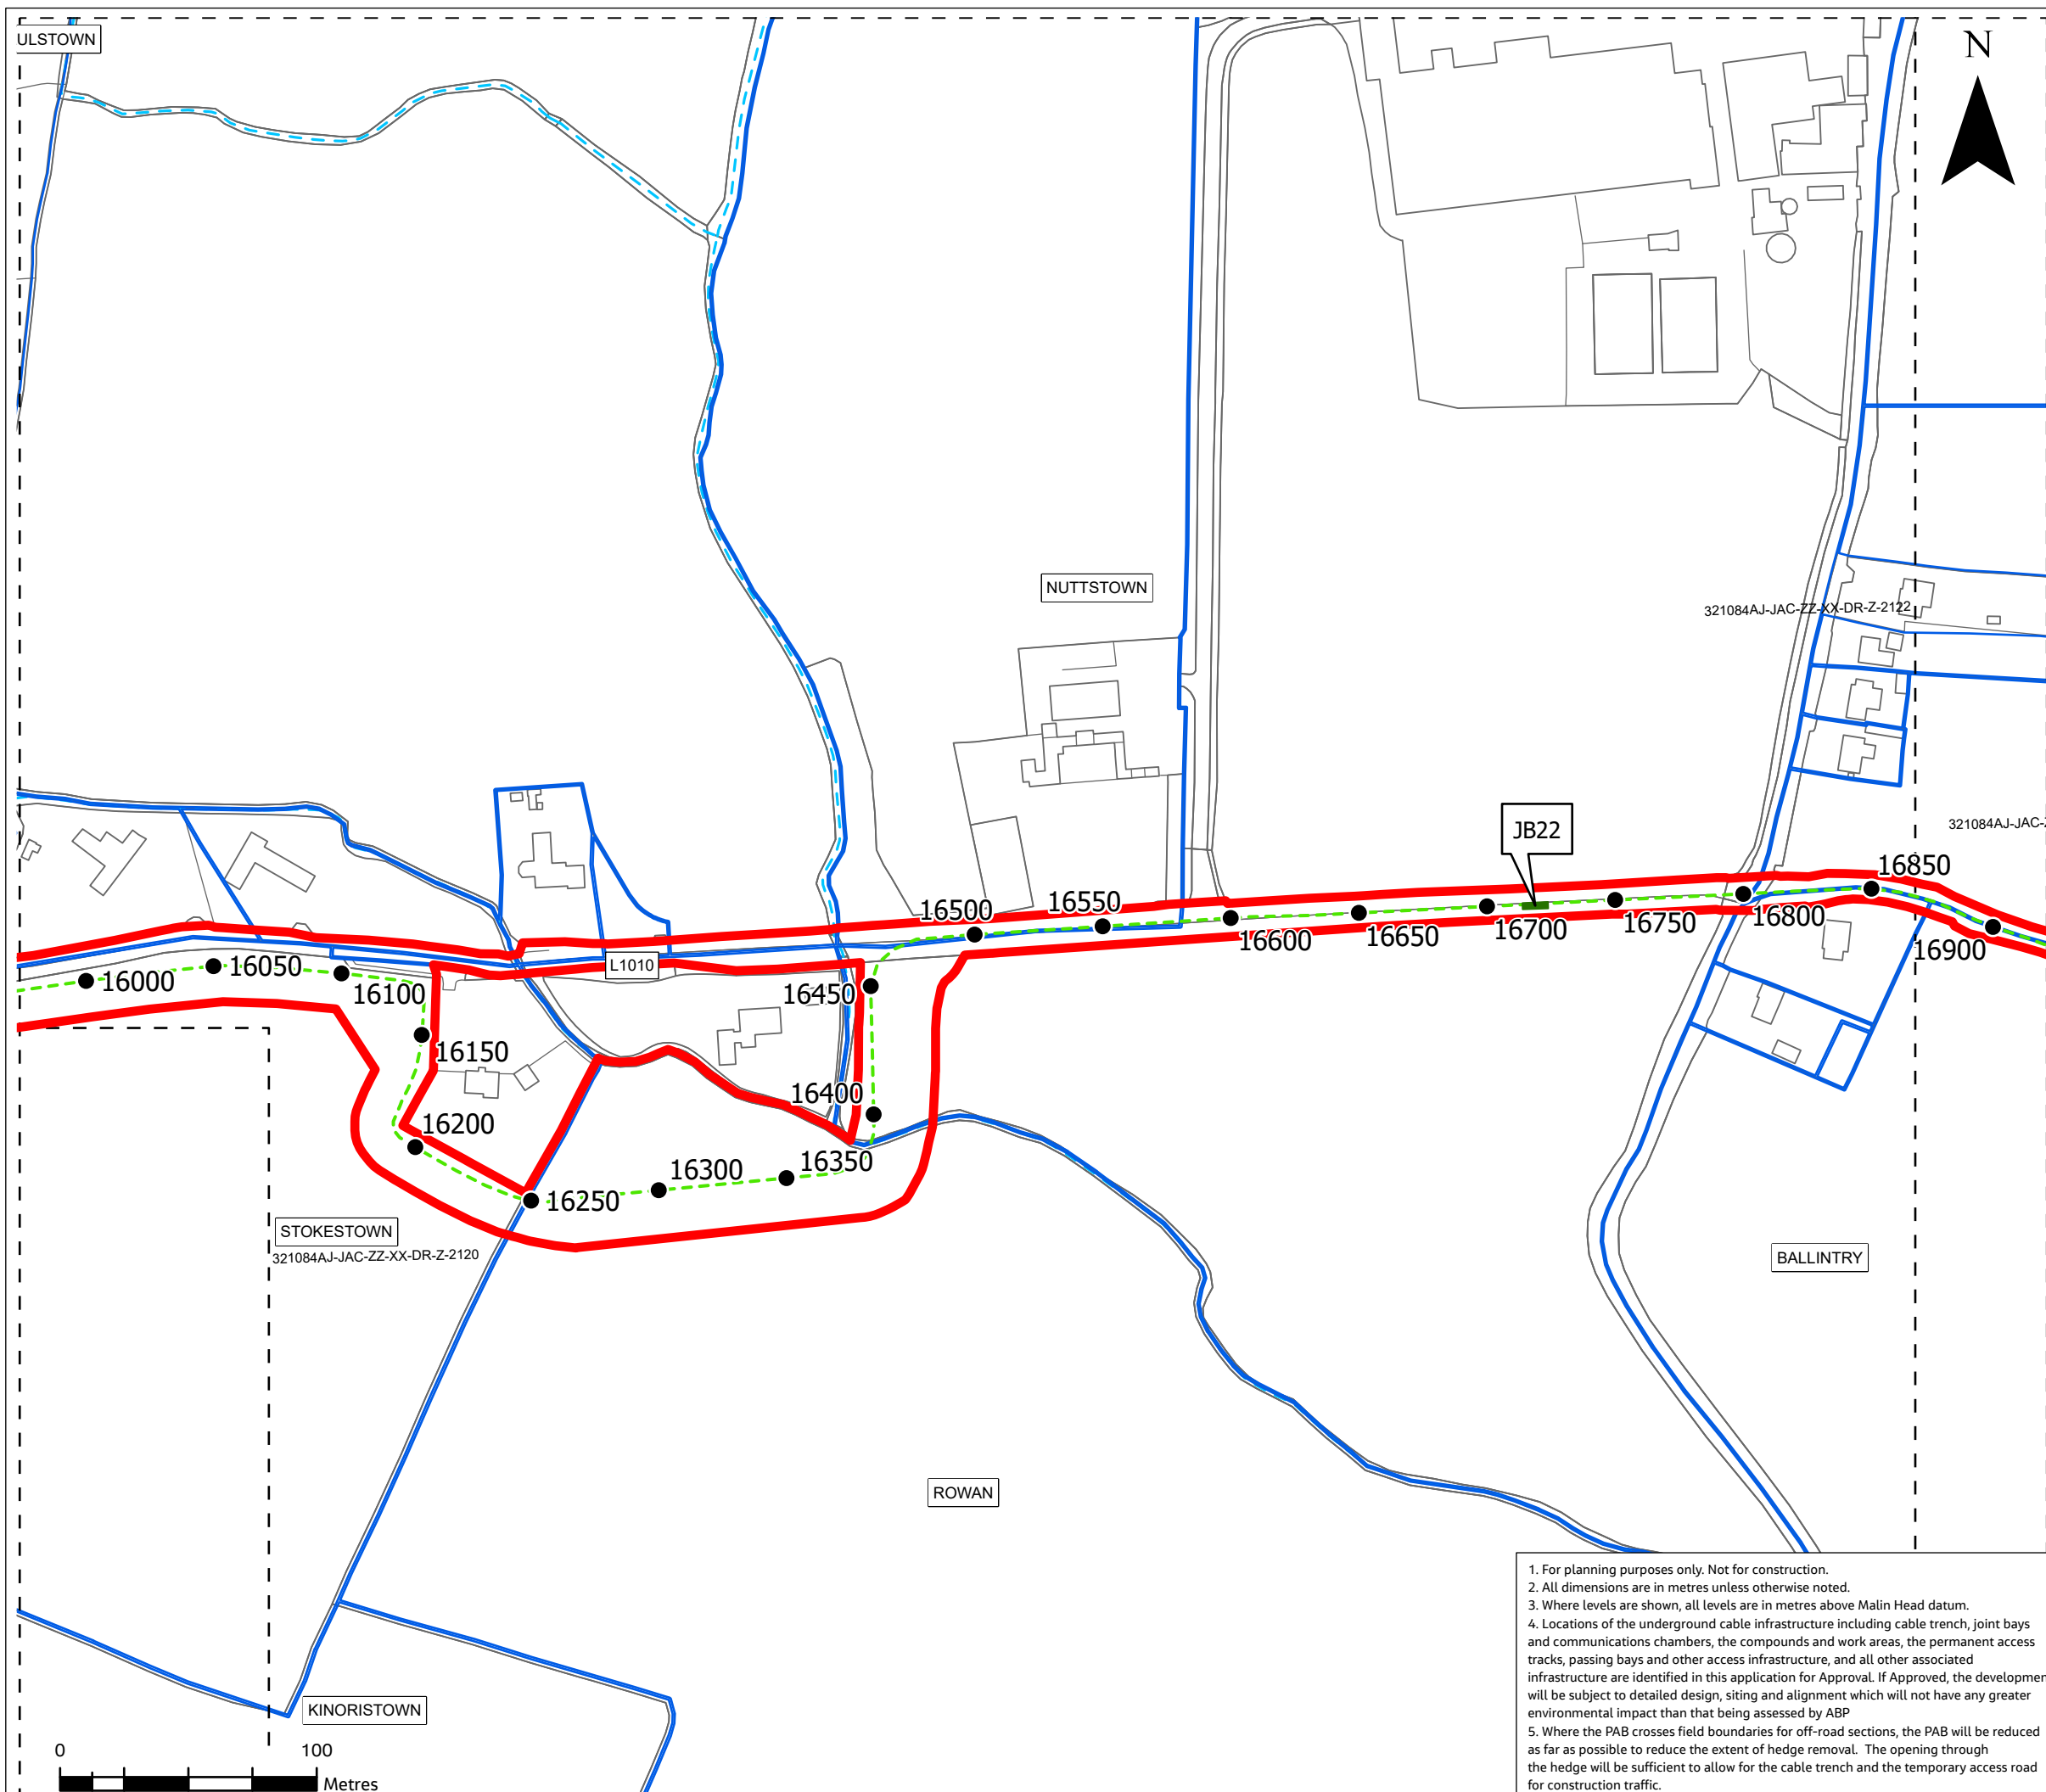 ULSTOWN
N
NUTTSTOWN
321084AJ-JAC-ZZ-XX-DR-Z-2122
321084AJ-JAC-Z
JB22
16850
16500
16550
16600
16650
16700
16750
16800
16900
L1010
16000
16050
16100
16450
16150
16400
16200
16350
16300
16250
STOKESTOWN
321084AJ-JAC-ZZ-XX-DR-Z-2120
BALLINTRY
ROWAN
KINORISTOWN
0 100
Metres
1. For planning purposes only. Not for construction.
2. All dimensions are in metres unless otherwise noted.
3. Where levels are shown, all levels are in metres above Malin Head datum.
4. Locations of the underground cable infrastructure including cable trench, joint bays
and communications chambers, the compounds and work areas, the permanent access
tracks, passing bays and other access infrastructure, and all other associated
infrastructure are identified in this application for Approval. If Approved, the developmen
will be subject to detailed design, siting and alignment which will not have any greater
environmental impact than that being assessed by ABP
5. Where the PAB crosses field boundaries for off-road sections, the PAB will be reduced
as far as possible to reduce the extent of hedge removal. The opening through
the hedge will be sufficient to allow for the cable trench and the temporary access road
for construction traffic.